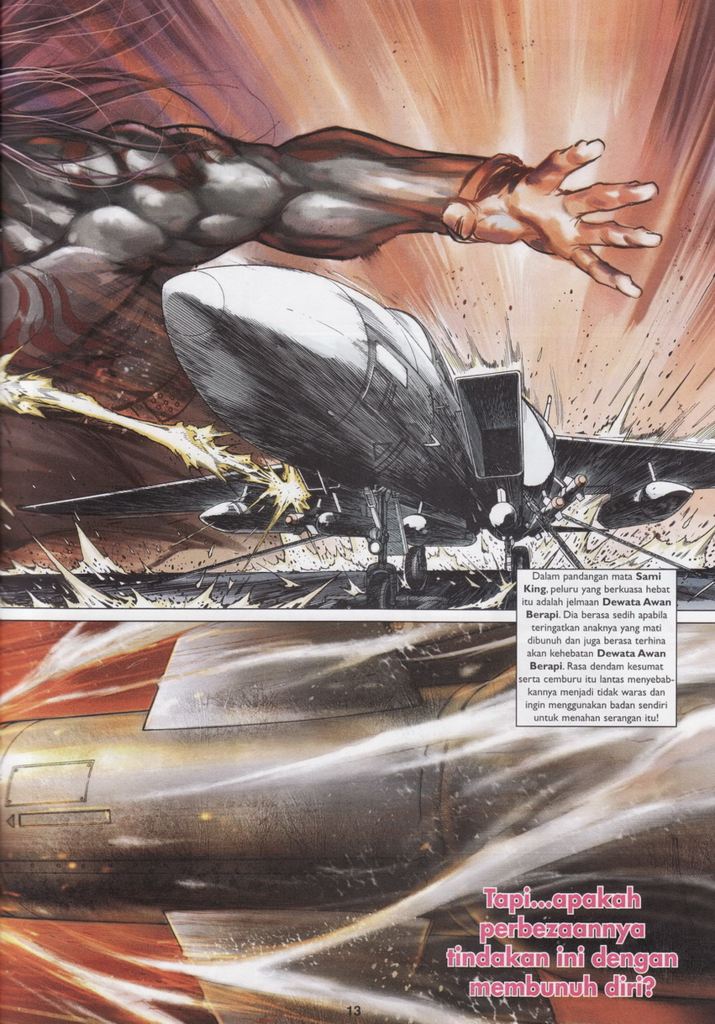 Dalam pandangan mata Sami
King, peluru yang berkuasa hebat
itu adalah jelmaan Dewata Awan
Berapi. Dia berasa sedih apabila
teringatkan anaknya yang mati
dibunuh dan juga berasa terhina
akan kehebatan Dewata Awan
Berapi. Rasa dendam kesumat
serta cemburu itu lantas menyebab-
kannya menjadi tidak waras dan
ingin menggunakan badan sendiri
untuk menahan serangan itu!
Tapi...apakah
perbezaannya
tindakan ini dengan
membunuh diri?
13